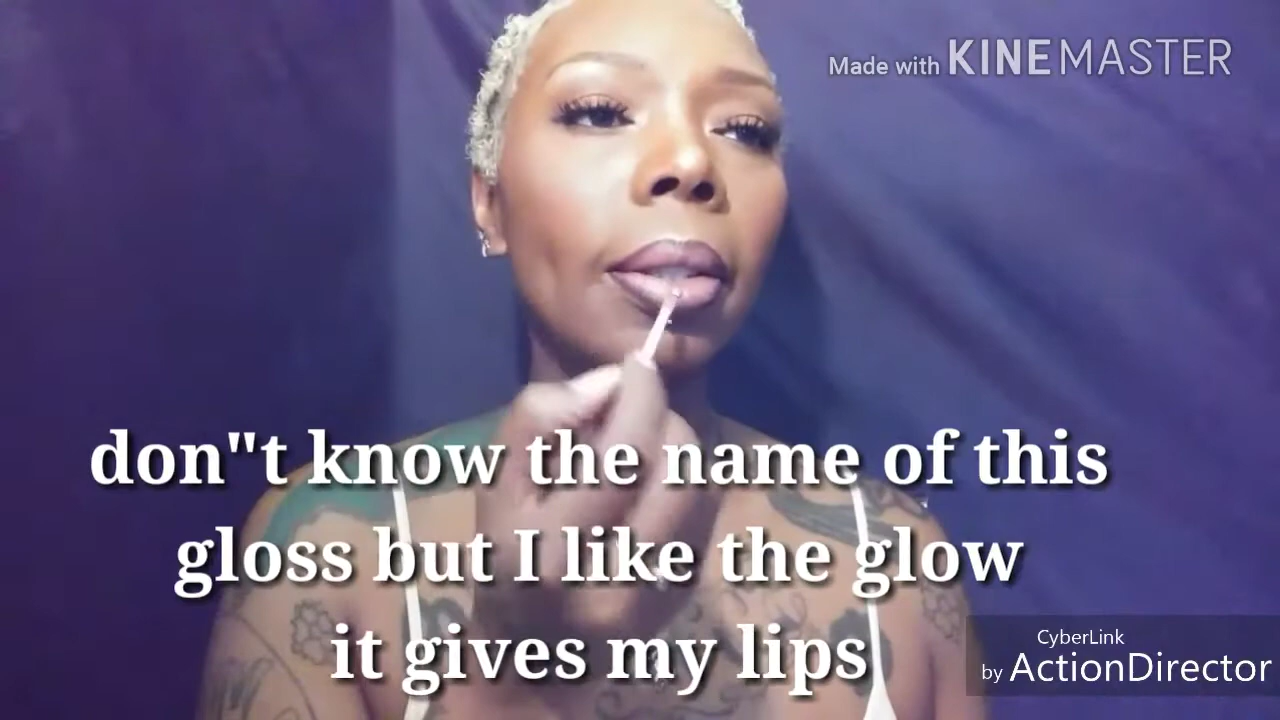 Made with KINEMASTER
don"t know the name of this
gloss but I like the glow
it gives my lips
CyberLink
by ActionDirector